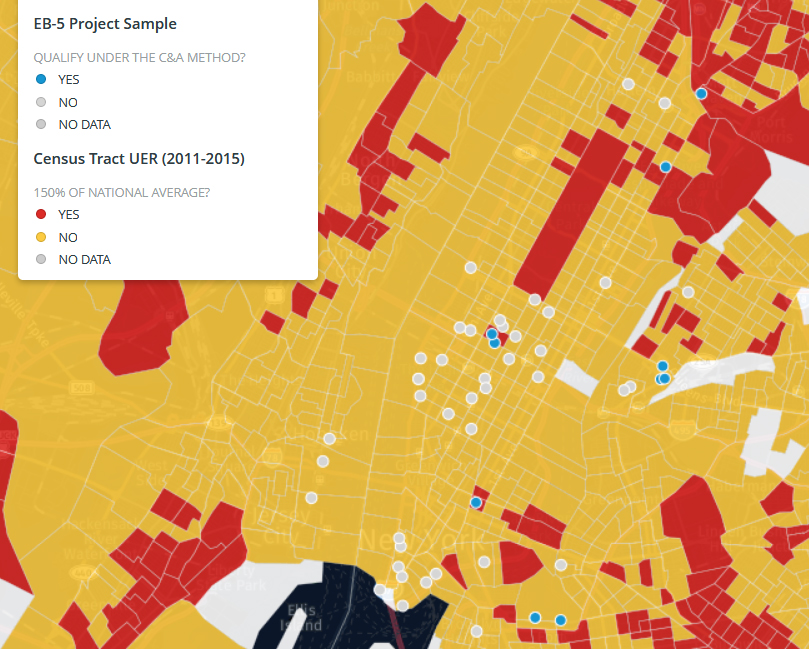 EB-5 Project Sample
QUALIFY UNDER THE C&A METHOD?
YES
NO
NO DATA
Census Tract UER (2011-2015)
150% OF NATIONAL AVERAGE?
YES
NO
NO DATA
Hoboken
Jersey
City
New York
Ellis
Island